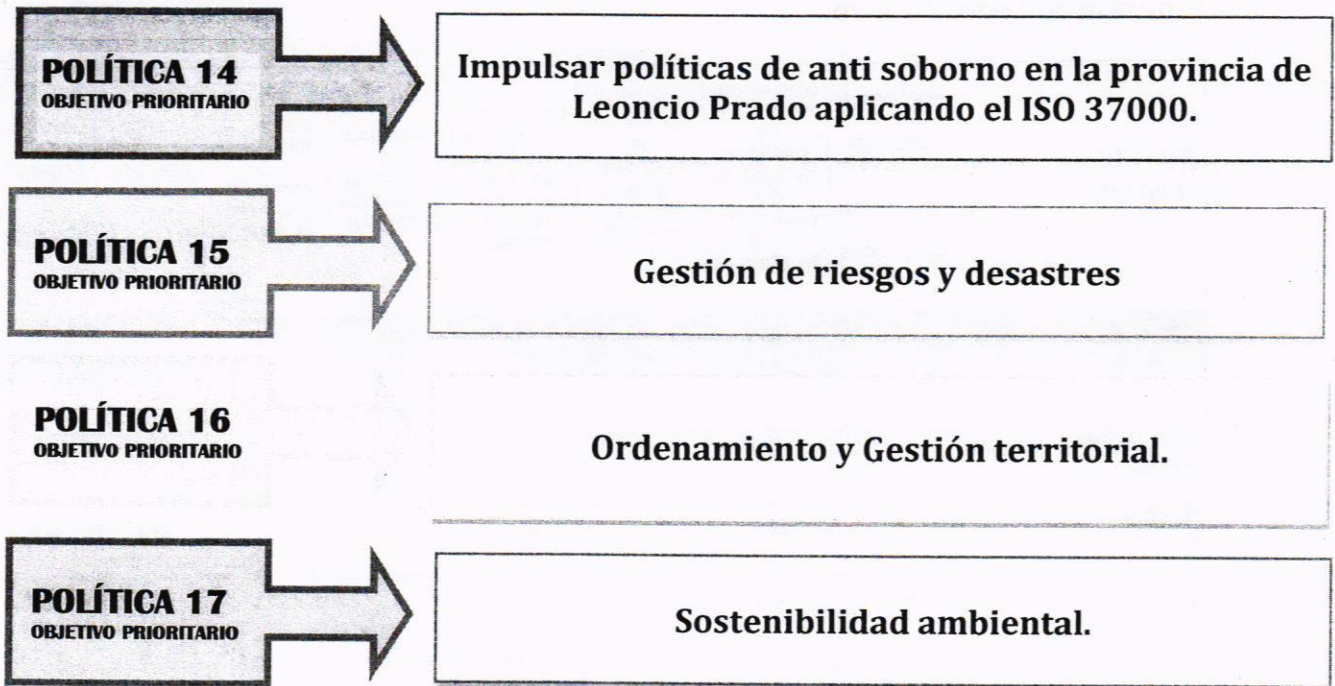 POLÍTICA 14
OBJETIVO PRIORITARIO
Impulsar políticas de anti soborno en la provincia de
Leoncio Prado aplicando el ISO 37000.
POLÍTICA 15
OBJETIVO PRIORITARIO
Gestión de riesgos y desastres
POLÍTICA 16
OBJETIVO PRIORITARIO
Ordenamiento y Gestión territorial.
POLÍTICA 17
OBJETIVO PRIORITARIO
Sostenibilidad ambiental.